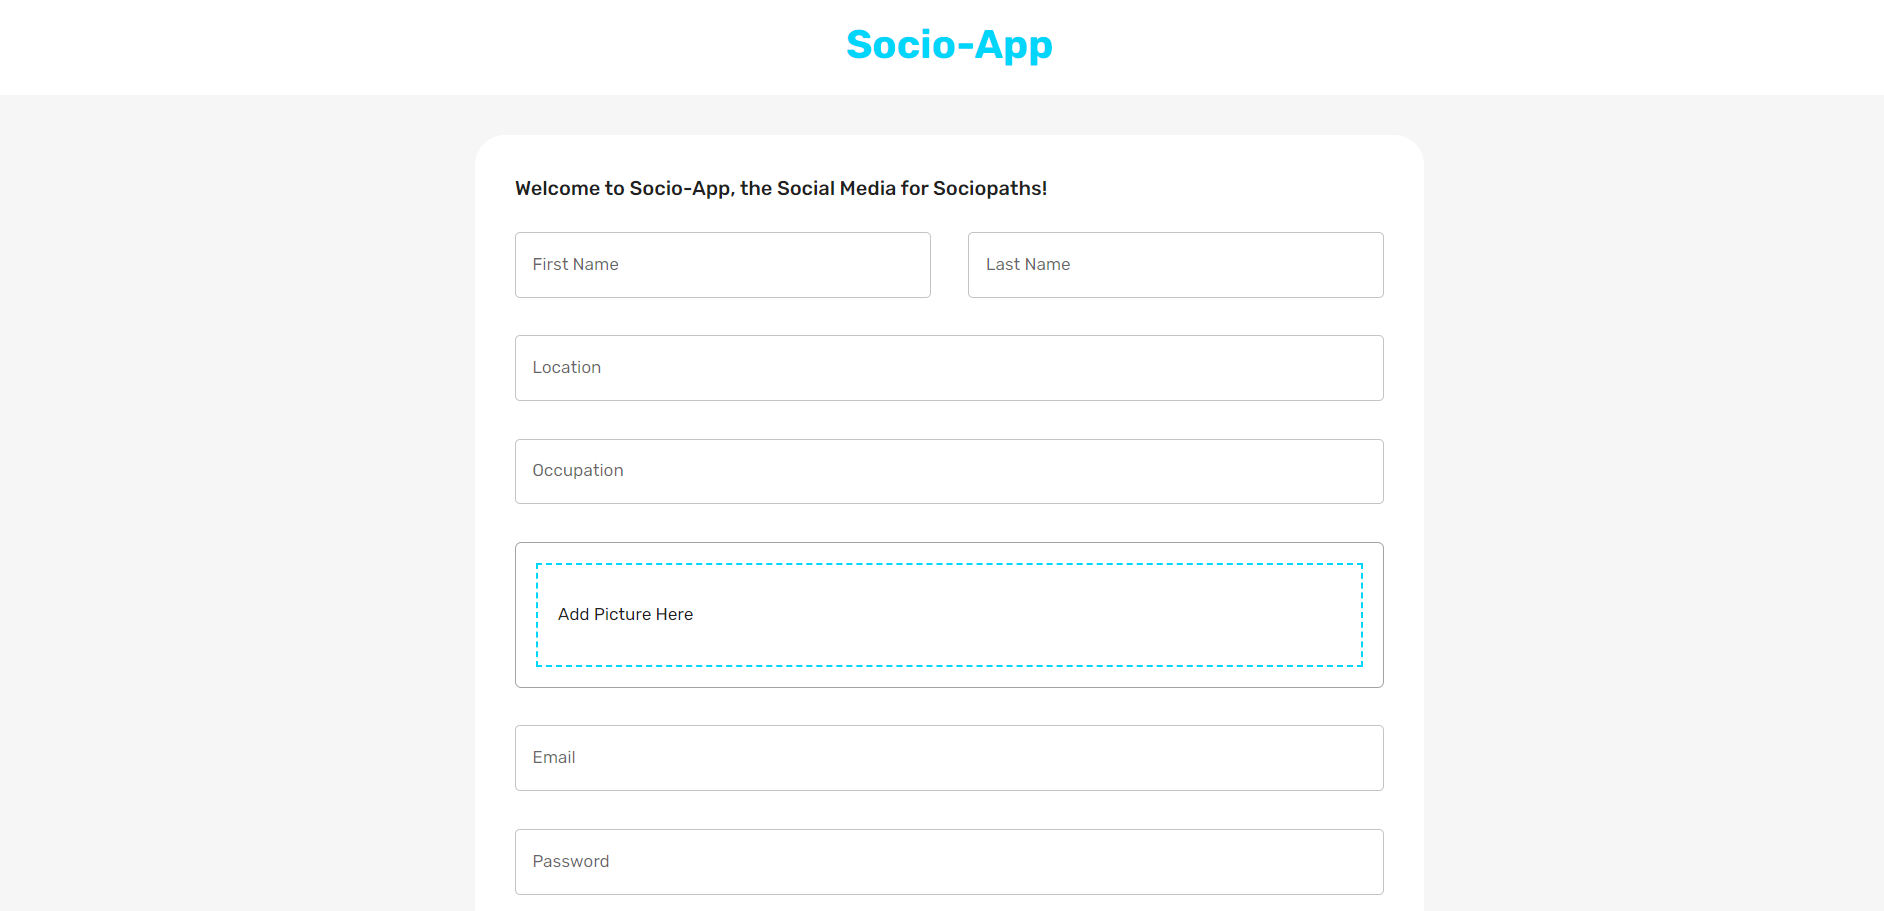 Socio-App
Welcome to Socio-App, the Social Media for Sociopaths!
First Name
Last Name
Location
Occupation
Add Picture Here
Email
Password